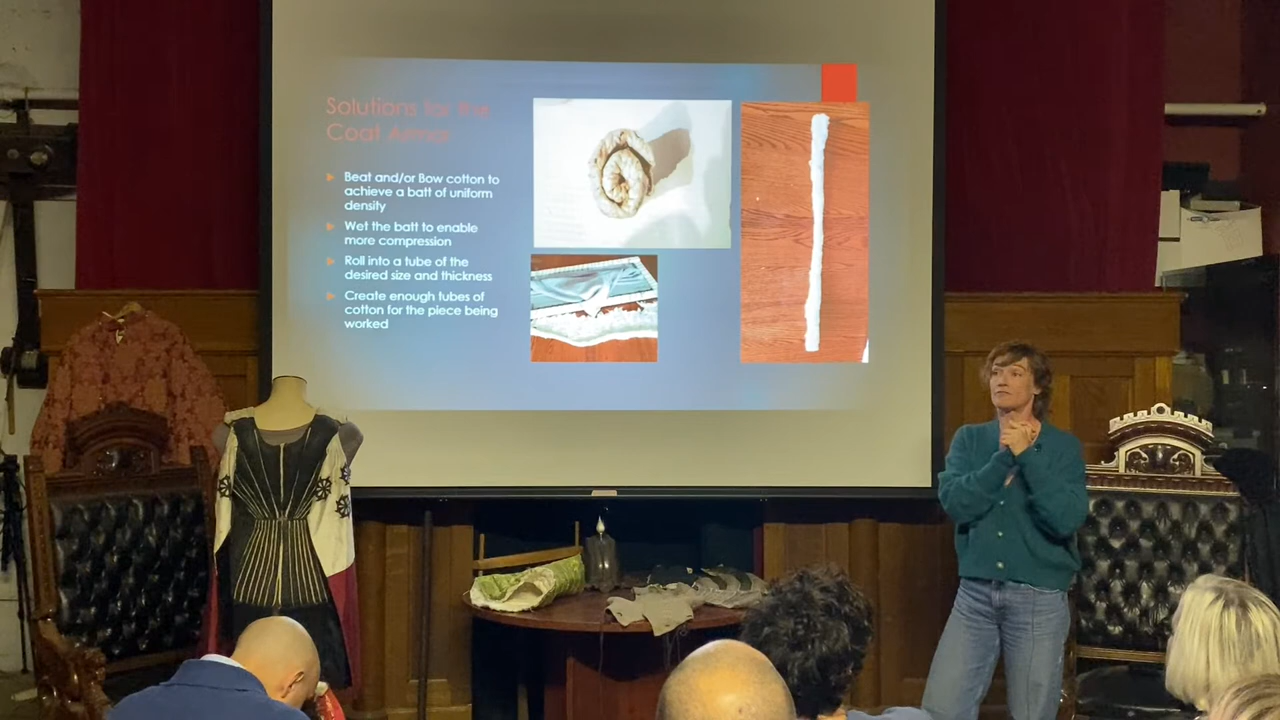 Solutions for the
Coat Armor
Beat and/or Bow cotton to
achieve a batt of uniform
density
Wet the batt to enable
more compression
Roll into a tube of the
desired size and thickness
Create enough tubes of
cotton for the piece being
worked